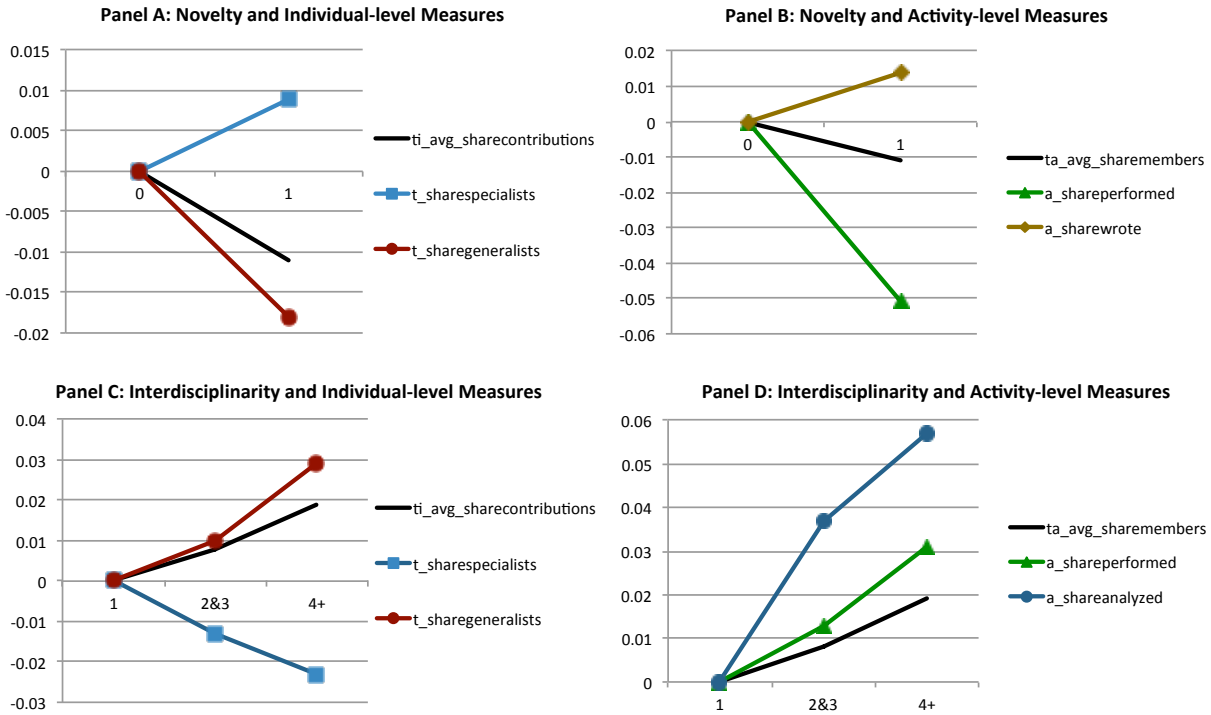 Panel A: Novelty and Individual-level Measures
0.015
0.01
0.005
0
-0.005
-0.01
-0.015
-0.02
0
1
ti_avg_sharecontributions
t_sharespecialists
t_sharegeneralists
Panel B: Novelty and Activity-level Measures
0.02
0.01
0
-0.01
-0.02
-0.03
-0.04
-0.05
-0.06
0
1
ta_avg_sharemembers
a_shareperformed
a_sharewrote
Panel C: Interdisciplinarity and Individual-level Measures
0.04
0.03
0.02
0.01
0
-0.01
-0.02
-0.03
1
2&3
4+
ti_avg_sharecontributions
t_sharespecialists
t_sharegeneralists
Panel D: Interdisciplinarity and Activity-level Measures
0.06
0.05
0.04
0.03
0.02
0.01
0
1
2&3
4+
ta_avg_sharemembers
a_shareperformed
a_shareanalyzed